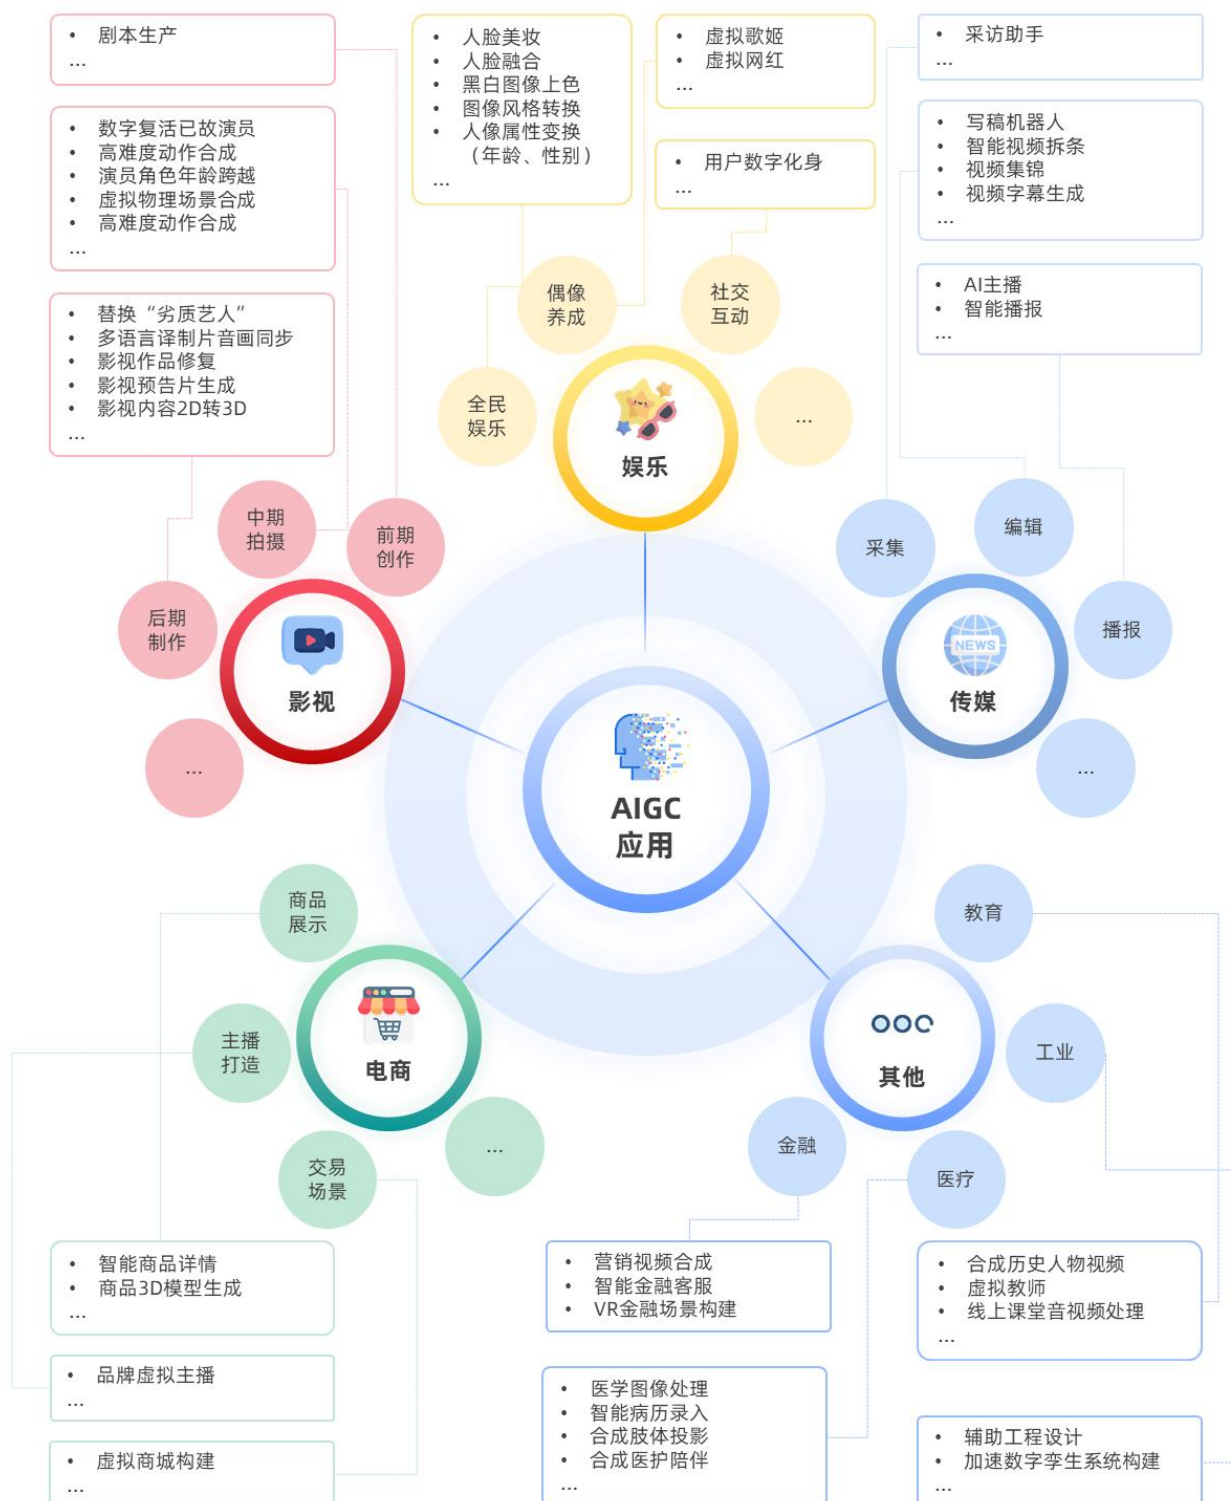 • 剧本生产
...
• 数字复活已故演员
• 高难度动作合成
• 演员角色年龄跨越
• 虚拟物理场景合成
• 高难度动作合成
...
• 替换“劣质艺人”
• 多语言译制片音画同步
• 影视作品修复
• 影视预告片生成
• 影视内容2D转3D
...
• 人脸美妆
• 人脸融合
• 黑白图像上色
• 图像风格转换
• 人像属性变换
（年龄、性别）
...
• 虚拟歌姬
• 虚拟网红
...
• 用户数字化身
...
• 采访助手
...
• 写稿机器人
• 智能视频拆条
• 视频集锦
• 视频字幕生成
...
• AI主播
• 智能播报
...
偶像
养成
社交
互动
全民
娱乐
...
娱乐
中期
拍摄
前期
创作
后期
制作
影视
...
采集
编辑
播报
NEWS
传媒
...
AIGC
应用
商品
展示
主播
打造
电商
交易
场景
...
教育
工业
其他
金融
医疗
• 智能商品详情
• 商品3D模型生成
...
• 品牌虚拟主播
...
• 虚拟商城构建
...
• 营销视频合成
• 智能金融客服
• VR金融场景构建
• 医学图像处理
• 智能病历录入
• 合成肢体投影
• 合成医护陪伴
...
• 合成历史人物视频
• 虚拟教师
• 线上课堂音视频处理
...
• 辅助工程设计
• 加速数字孪生系统构建
...